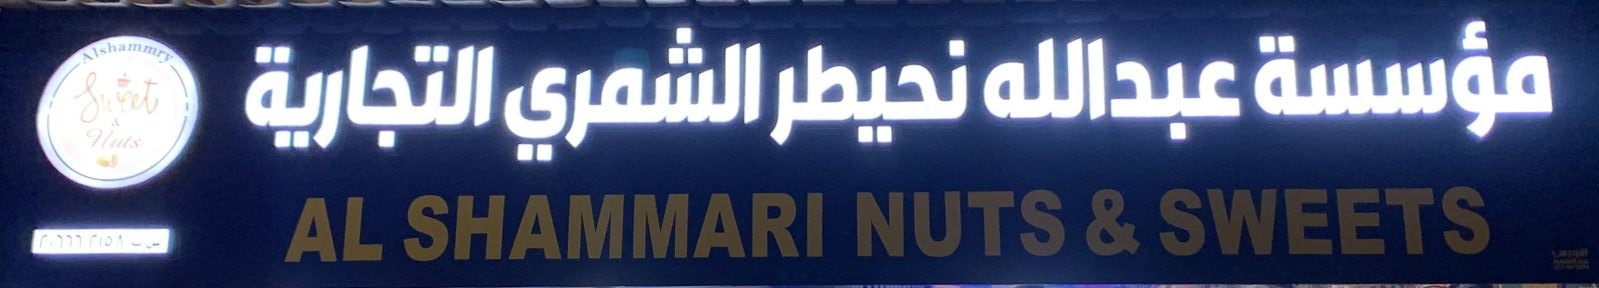 مؤسسة عبدالله نحيطر الشمري التجارية
AL SHAMMARI NUTS & SWEETS
Alshammry
Sweet
&
Nuts
س.ت